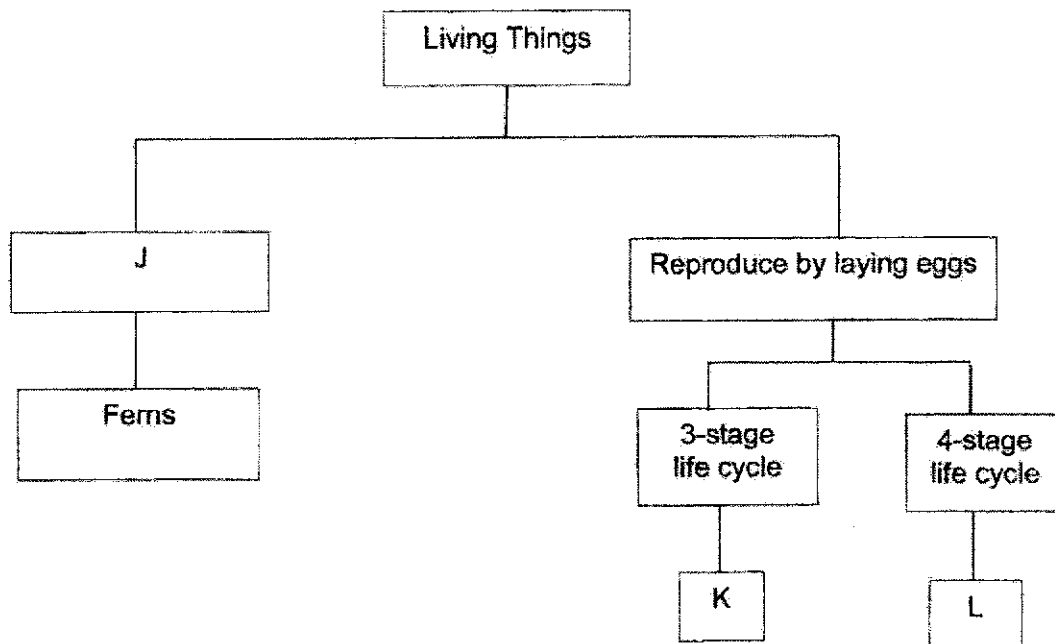 Living Things
J
Reproduce by laying eggs
Ferns
3-stage
life cycle
4-stage
life cycle
K
L